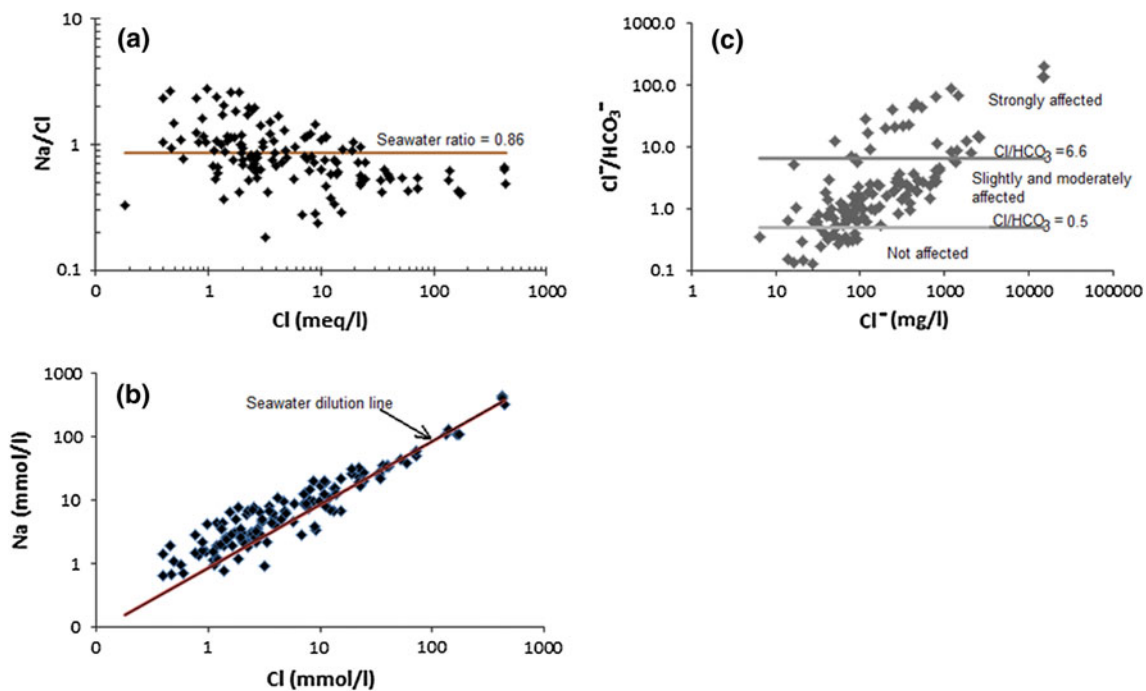 (a)
10
1
0.1
Na/Cl
Seawater ratio = 0.86
0 1 10 100 1000
Cl (meq/l)
(c)
1000.0
100.0
10.0
1.0
0.1
Cl⁻/HCO₃⁻
Strongly affected
Cl/HCO₃ = 6.6
Slightly and moderately
affected
Cl/HCO₃ = 0.5
Not affected
1 10 100 1000 10000 100000
Cl⁻ (mg/l)
(b)
1000
100
10
1
0
Na (mmol/l)
Seawater dilution line
0 1 10 100 1000
Cl (mmol/l)